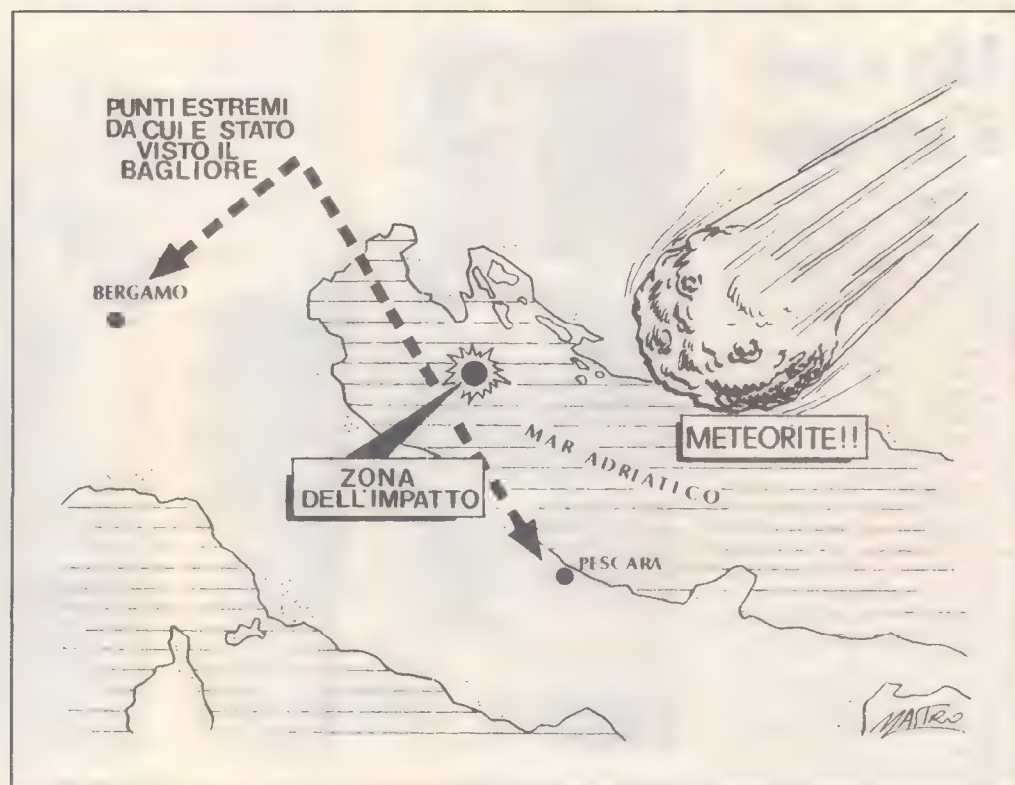 PUNTI ESTREMI
DA CUI E STATO
VISTO IL
BAGLIORE
BERGAMO
METEORITE!!
MAR ADRIATICO
ZONA
DELL'IMPATTO
PESCARA
MASTRO